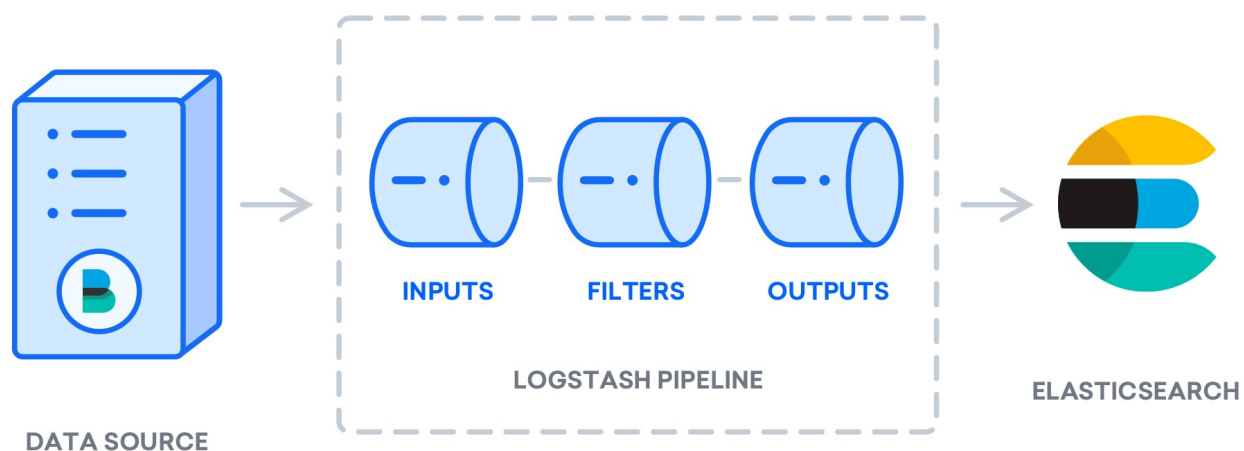 INPUTS
FILTERS
OUTPUTS
LOGSTASH PIPELINE
ELASTICSEARCH
DATA SOURCE